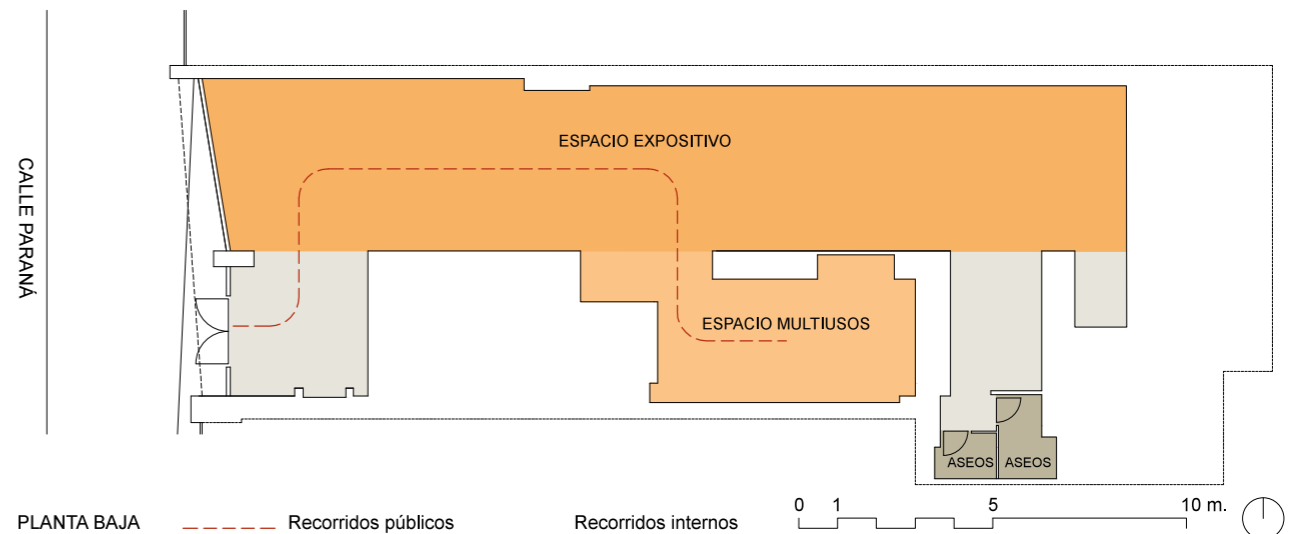 ESPACIO EXPOSITIVO
CALLE PARANÁ
ESPACIO MULTIUSOS
ASEOS
ASEOS
PLANTA BAJA
Recorridos públicos
Recorridos internos
0 1 5 10 m.